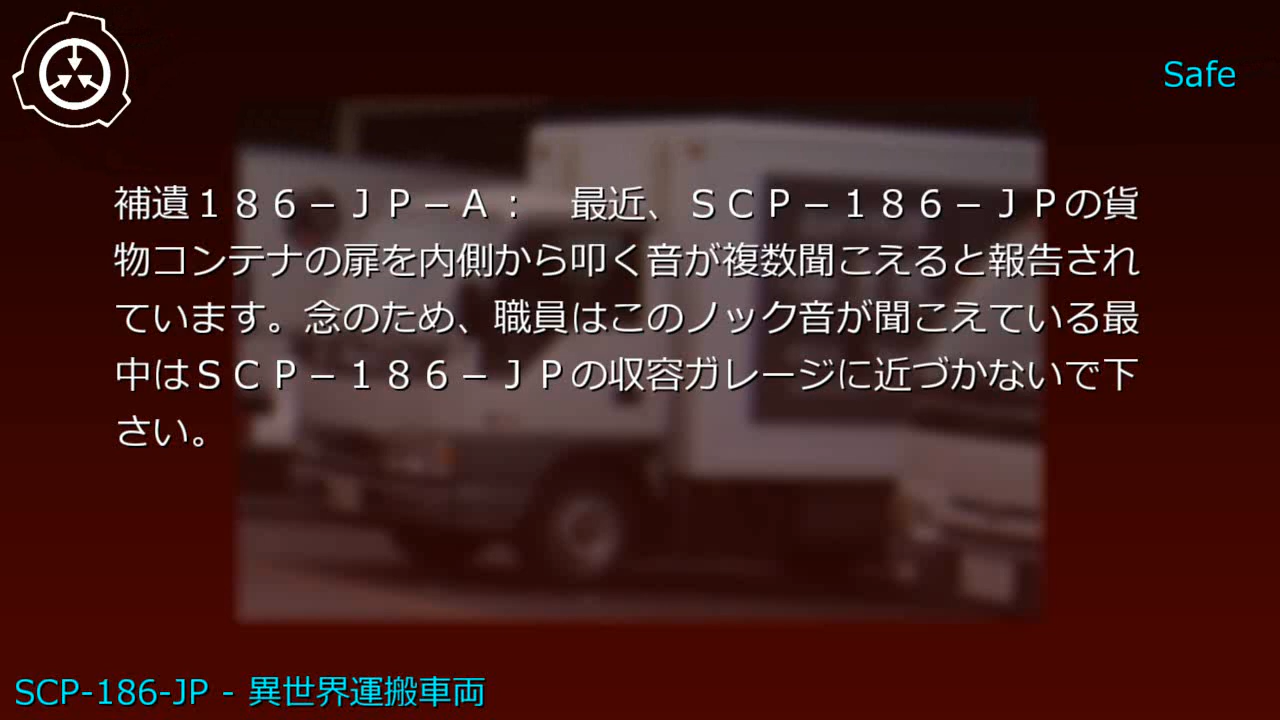 Safe
補遺１８６－ＪＰ－Ａ：　最近、ＳＣＰ－１８６－ＪＰの貨
物コンテナの扉を内側から叩く音が複数聞こえると報告され
ています。念のため、職員はこのノック音が聞こえている最
中はＳＣＰ－１８６－ＪＰの収容ガレージに近づかないで下
さい。
SCP-186-JP - 異世界運搬車両